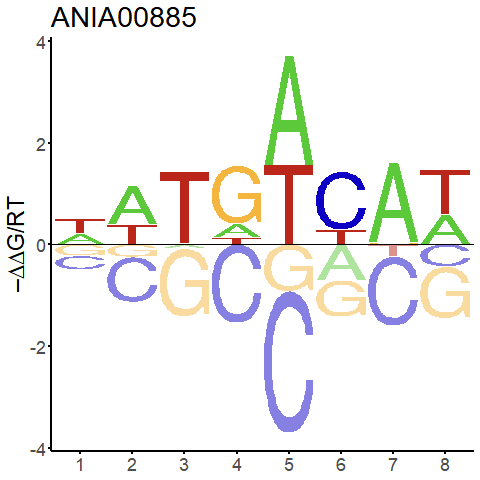 ANIA00885
4
2
0
-2
-4
−ΔΔG/RT
T A G C
A T G C
T A G
G A T C
A T G C
C T A G
A T C
T A C G
1 2 3 4 5 6 7 8